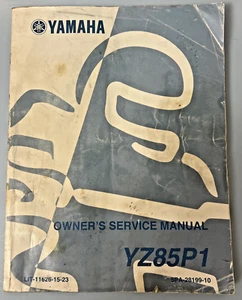 YAMAHA
OWNER'S SERVICE MANUAL
YZ85P1
LIT-11626-15-23
5PA-28199-10